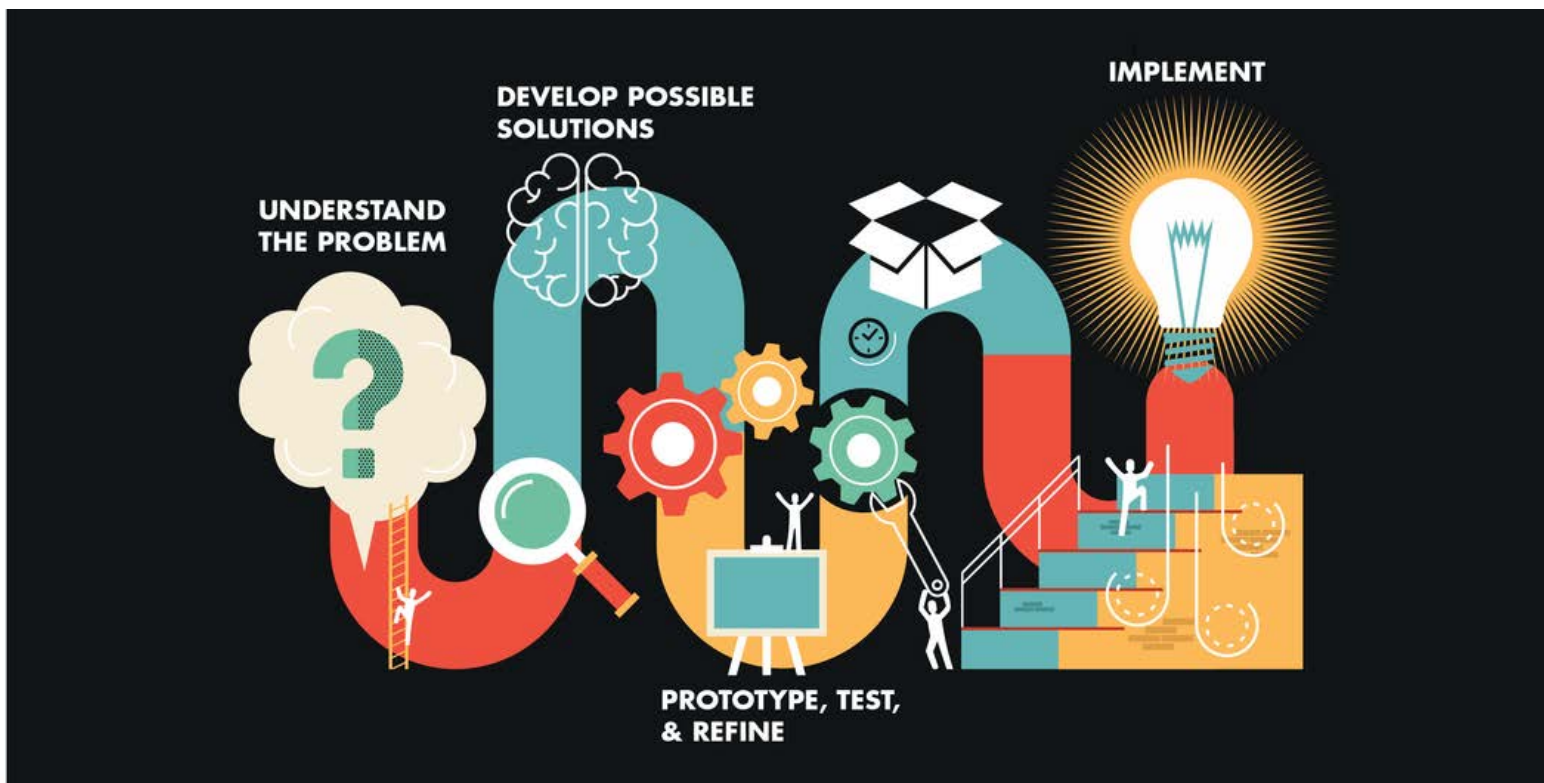 UNDERSTAND
THE PROBLEM
DEVELOP POSSIBLE
SOLUTIONS
PROTOTYPE, TEST,
& REFINE
IMPLEMENT
?